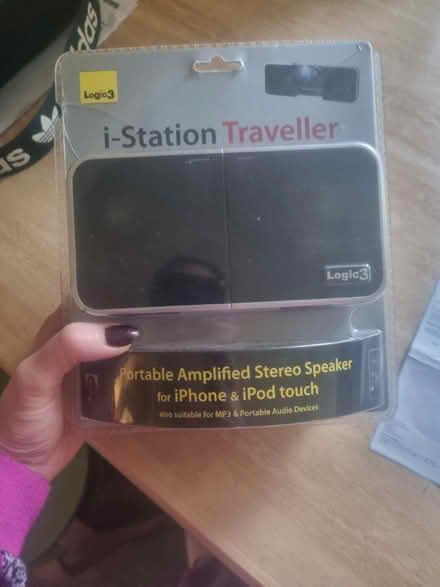 adidas
Logic3
i-Station Traveller
Logic3
Portable Amplified Stereo Speaker
for iPhone & iPod touch
also suitable for MP3 & Portable Audio Devices